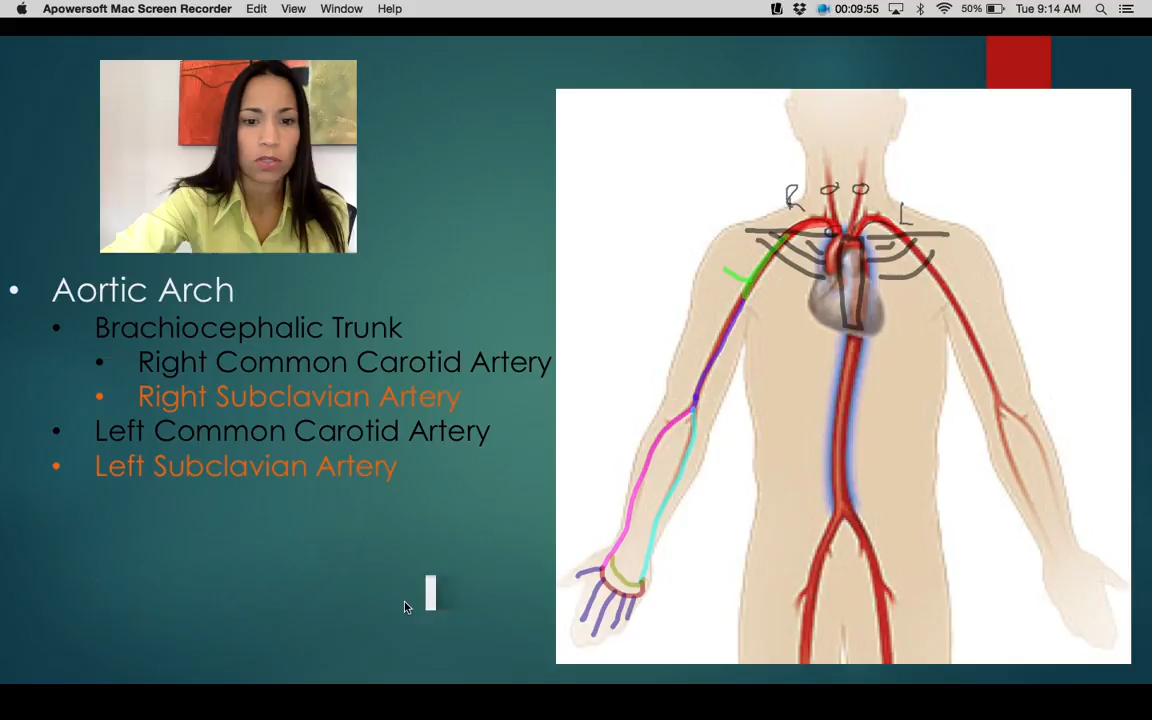 Apowersoft Mac Screen Recorder Edit View Window Help 00:09:55 50% Tue 9:14 AM
R
L
• Aortic Arch
• Brachiocephalic Trunk
• Right Common Carotid Artery
• Right Subclavian Artery
• Left Common Carotid Artery
• Left Subclavian Artery